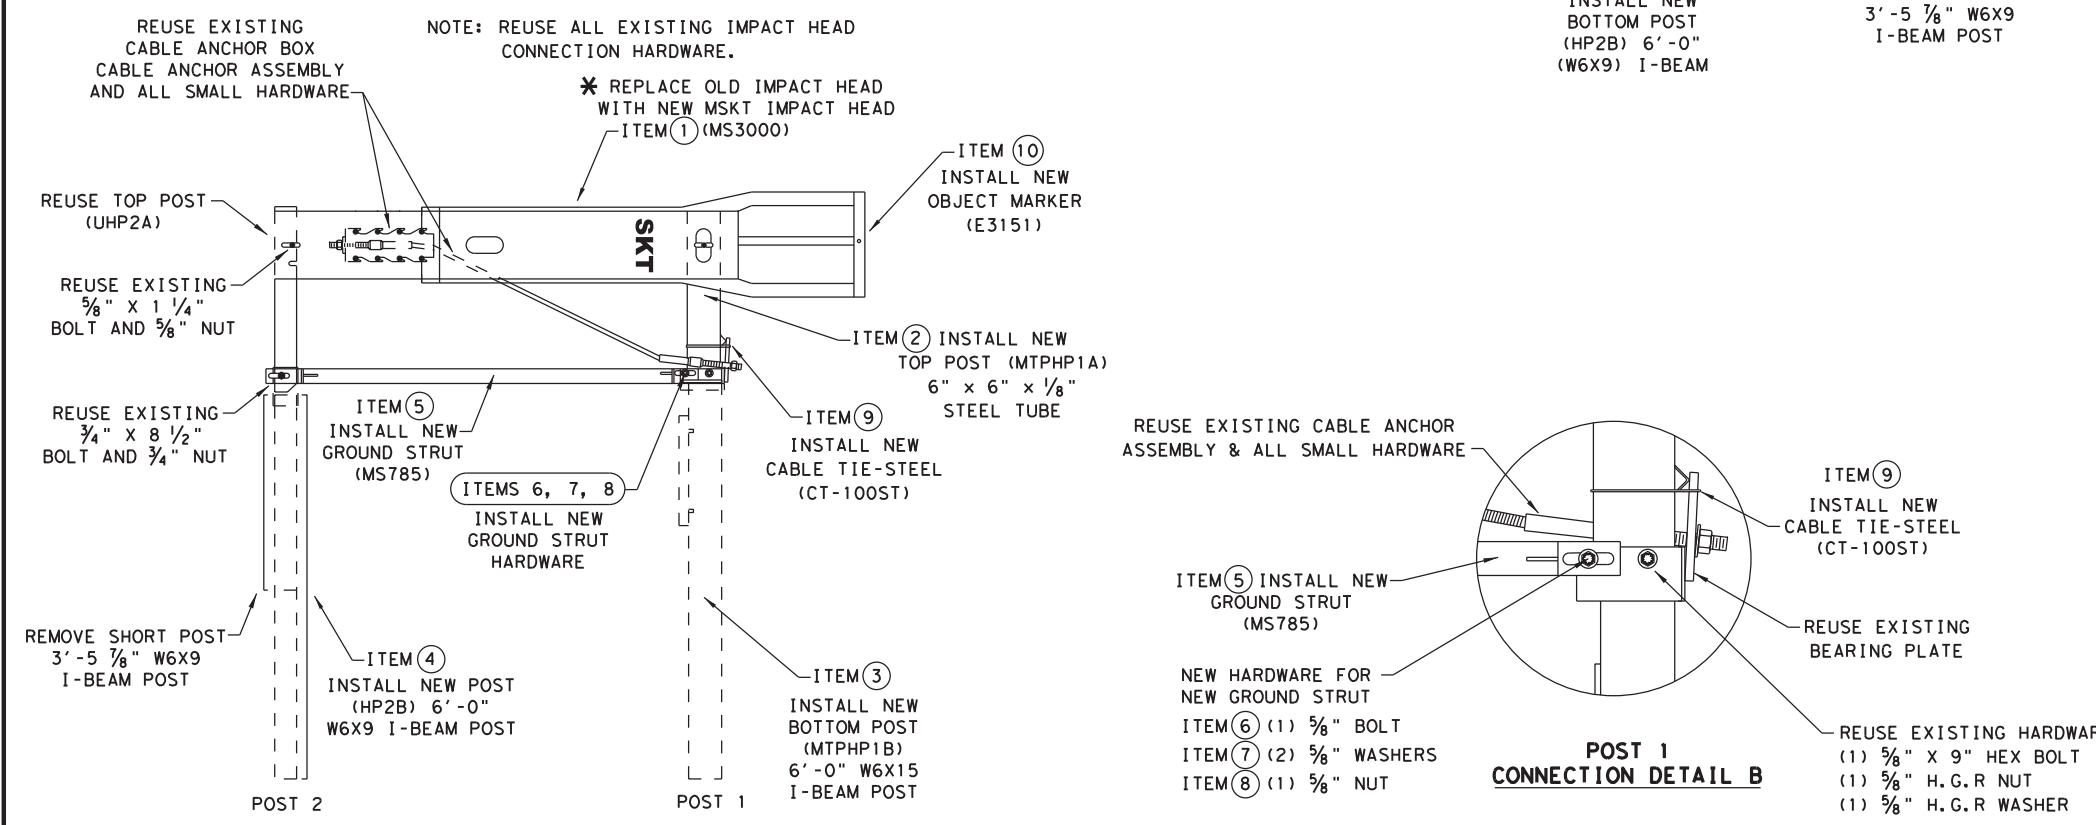 REUSE EXISTING
CABLE ANCHOR BOX
CABLE ANCHOR ASSEMBLY
AND ALL SMALL HARDWARE
NOTE: REUSE ALL EXISTING IMPACT HEAD
CONNECTION HARDWARE.
* REPLACE OLD IMPACT HEAD
WITH NEW MSKT IMPACT HEAD
ITEM 1 (MS3000)
ITEM 10
INSTALL NEW
OBJECT MARKER
(E3151)
INSTALL NEW
BOTTOM POST
(HP2B) 6'-0"
(W6X9) I-BEAM
3'-5 7/8" W6X9
I-BEAM POST
REUSE TOP POST
(UHP2A)
SKT
REUSE EXISTING
5/8" X 1 1/4"
BOLT AND 5/8" NUT
ITEM 2 INSTALL NEW
TOP POST (MTPHP1A)
6" x 6" x 1/8"
STEEL TUBE
REUSE EXISTING
3/4" X 8 1/2"
BOLT AND 3/4" NUT
ITEM 5
INSTALL NEW
GROUND STRUT
(MS785)
ITEM 9
INSTALL NEW
CABLE TIE-STEEL
(CT-100ST)
ITEMS 6, 7, 8
INSTALL NEW
GROUND STRUT
HARDWARE
REMOVE SHORT POST
3'-5 7/8" W6X9
I-BEAM POST
ITEM 4
INSTALL NEW POST
(HP2B) 6'-0"
W6X9 I-BEAM POST
ITEM 3
INSTALL NEW
BOTTOM POST
(MTPHP1B)
6'-0" W6X15
I-BEAM POST
POST 2
POST 1
REUSE EXISTING CABLE ANCHOR
ASSEMBLY & ALL SMALL HARDWARE
ITEM 9
INSTALL NEW
CABLE TIE-STEEL
(CT-100ST)
ITEM 5 INSTALL NEW
GROUND STRUT
(MS785)
REUSE EXISTING
BEARING PLATE
NEW HARDWARE FOR
NEW GROUND STRUT
ITEM 6 (1) 5/8" BOLT
ITEM 7 (2) 5/8" WASHERS
ITEM 8 (1) 5/8" NUT
POST 1
CONNECTION DETAIL B
REUSE EXISTING HARDWAR
(1) 5/8" X 9" HEX BOLT
(1) 5/8" H.G.R NUT
(1) 5/8" H.G.R WASHER